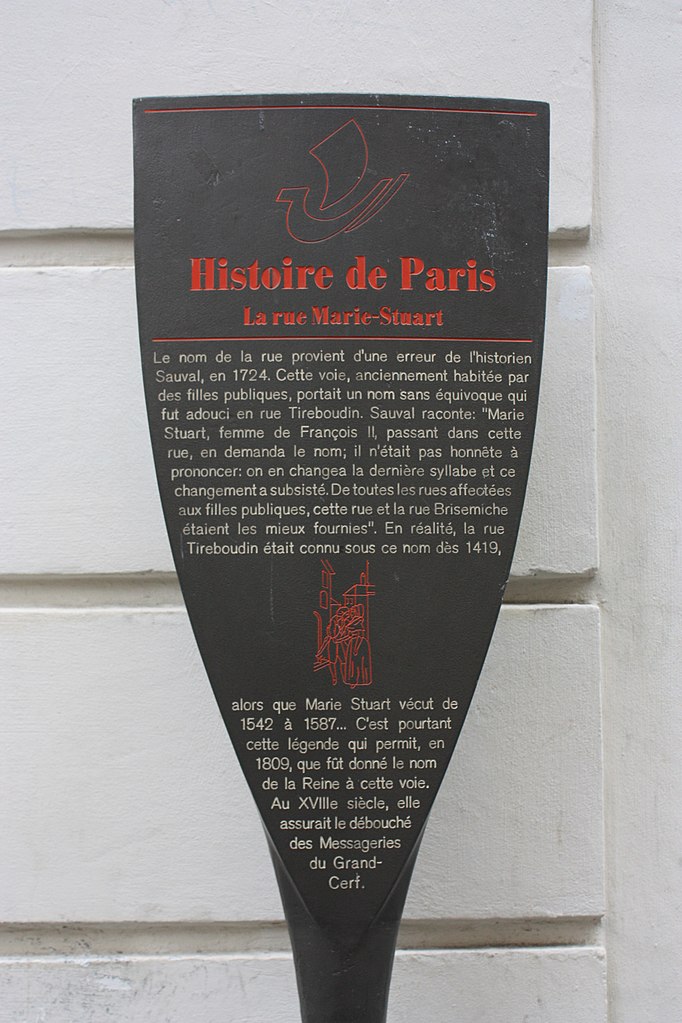 Histoire de Paris
La rue Marie-Stuart
Le nom de la rue provient d'une erreur de l'historien
Sauval, en 1724. Cette voie, anciennement habitée par
des filles publiques, portait un nom sans équivoque qui
fut adouci en rue Tireboudin. Sauval raconte: "Marie
Stuart, femme de François II, passant dans cette
rue, en demanda le nom; il n'était pas honnête à
prononcer: on en changea la dernière syllabe et ce
changement a subsisté. De toutes les rues affectées
aux filles publiques, cette rue et la rue Brisemiche
étaient les mieux fournies". En réalité, la rue
Tireboudin était connu sous ce nom dès 1419,
alors que Marie Stuart vécut de
1542 à 1587... C'est pourtant
cette légende qui permit, en
1809, que fût donné le nom
de la Reine à cette voie.
Au XVIIIe siècle, elle
assurait le débouché
des Messageries
du Grand-
Cerf.